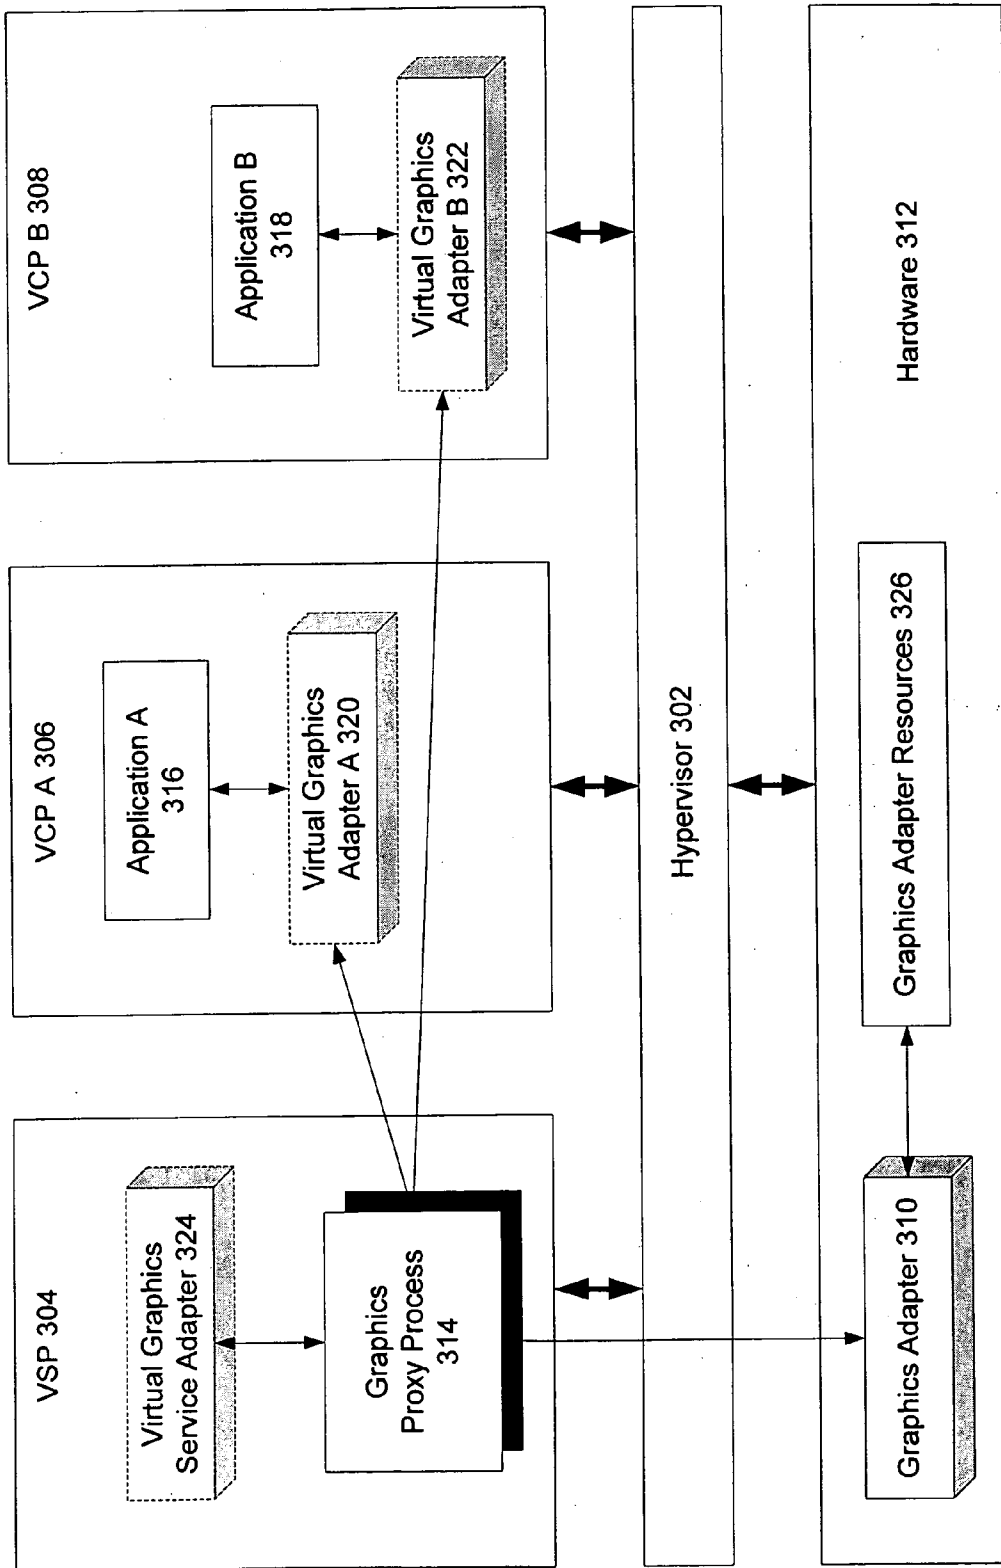 VSP 304
Virtual Graphics
Service Adapter 324
Graphics
Proxy Process
314
VCP A 306
Application A
316
Virtual Graphics
Adapter A 320
VCP B 308
Application B
318
Virtual Graphics
Adapter B 322
Hypervisor 302
Graphics Adapter 310
Graphics Adapter Resources 326
Hardware 312